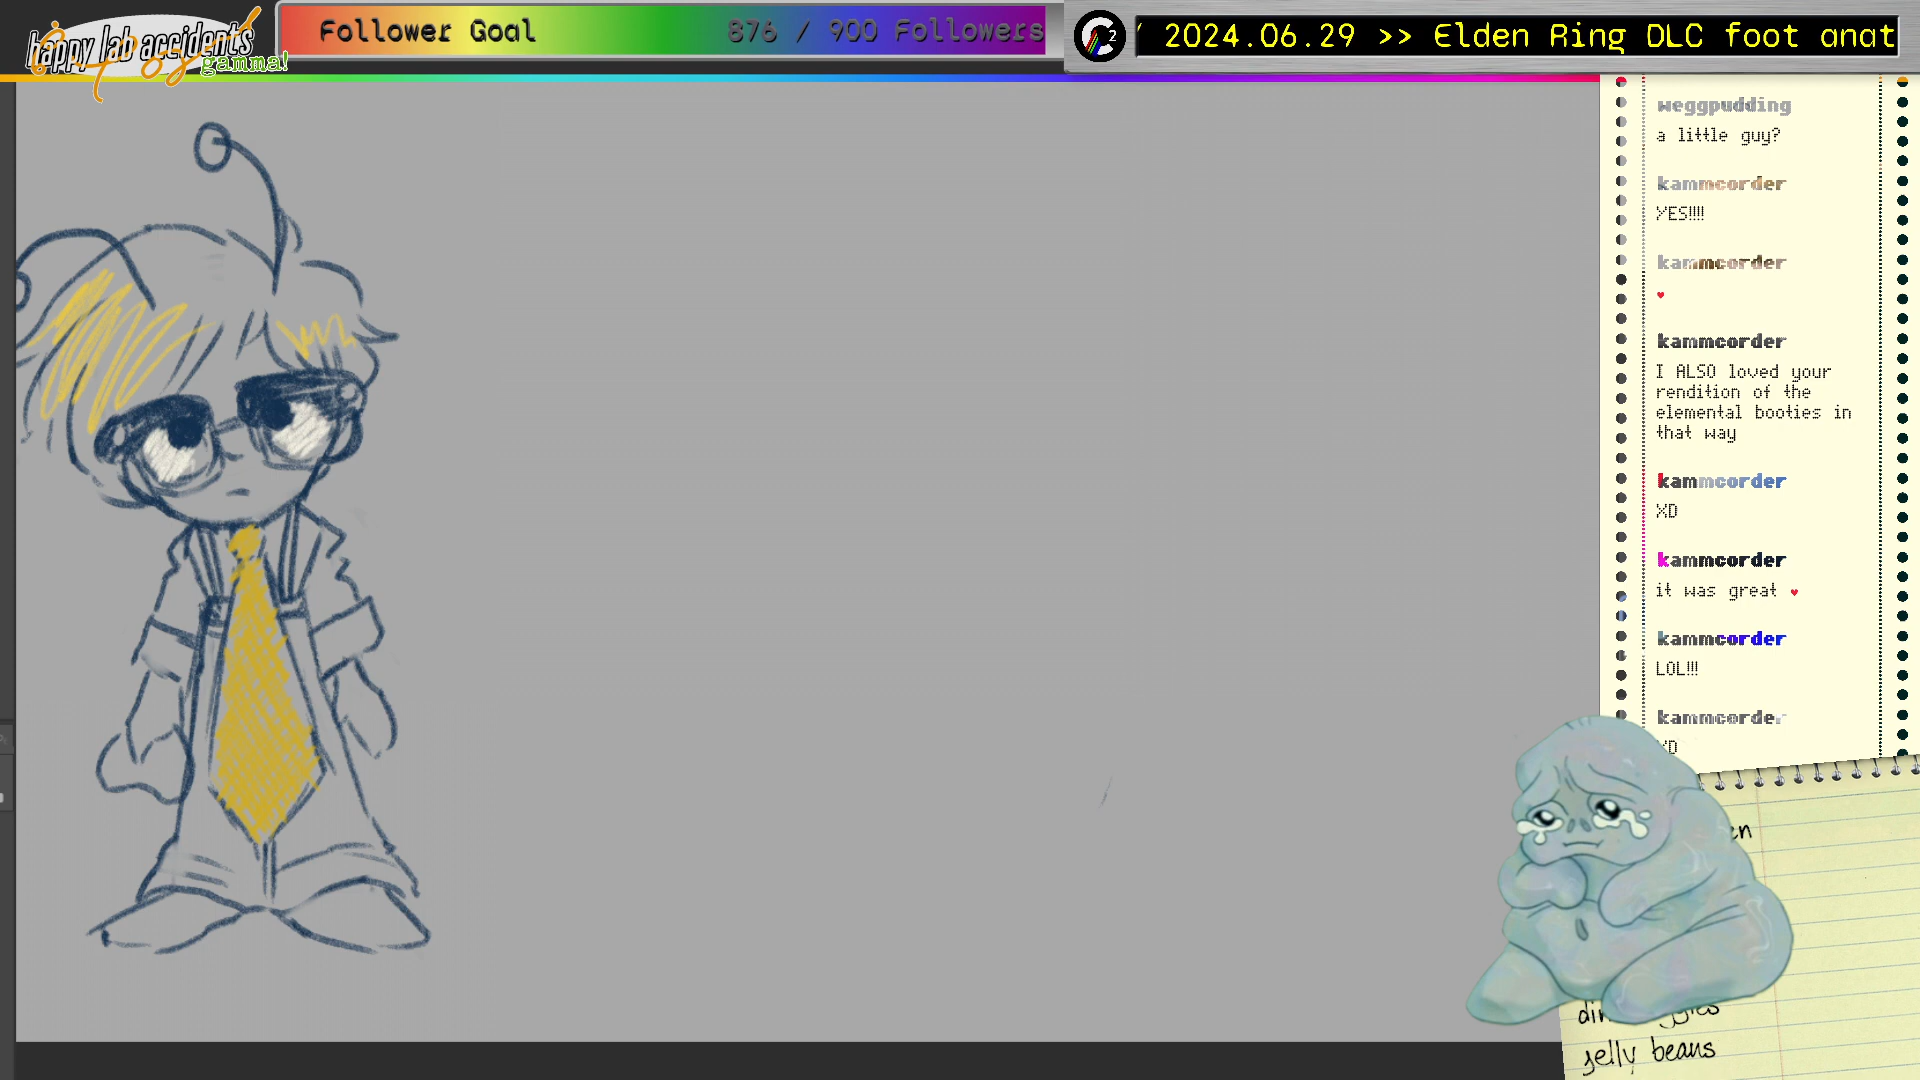 happy lab accidents
gamma!
Follower Goal
876 / 900 Followers
2024.06.29 >> Elden Ring DLC foot anat
weggpudding
a little guy?
kammcorder
YES!!!!
kammcorder
♥
kammcorder
I ALSO loved your
rendition of the
elemental booties in
that way
kammcorder
XD
kammcorder
it was great ♥
kammcorder
LOL!!!
kammcorder
XD
jelly beans